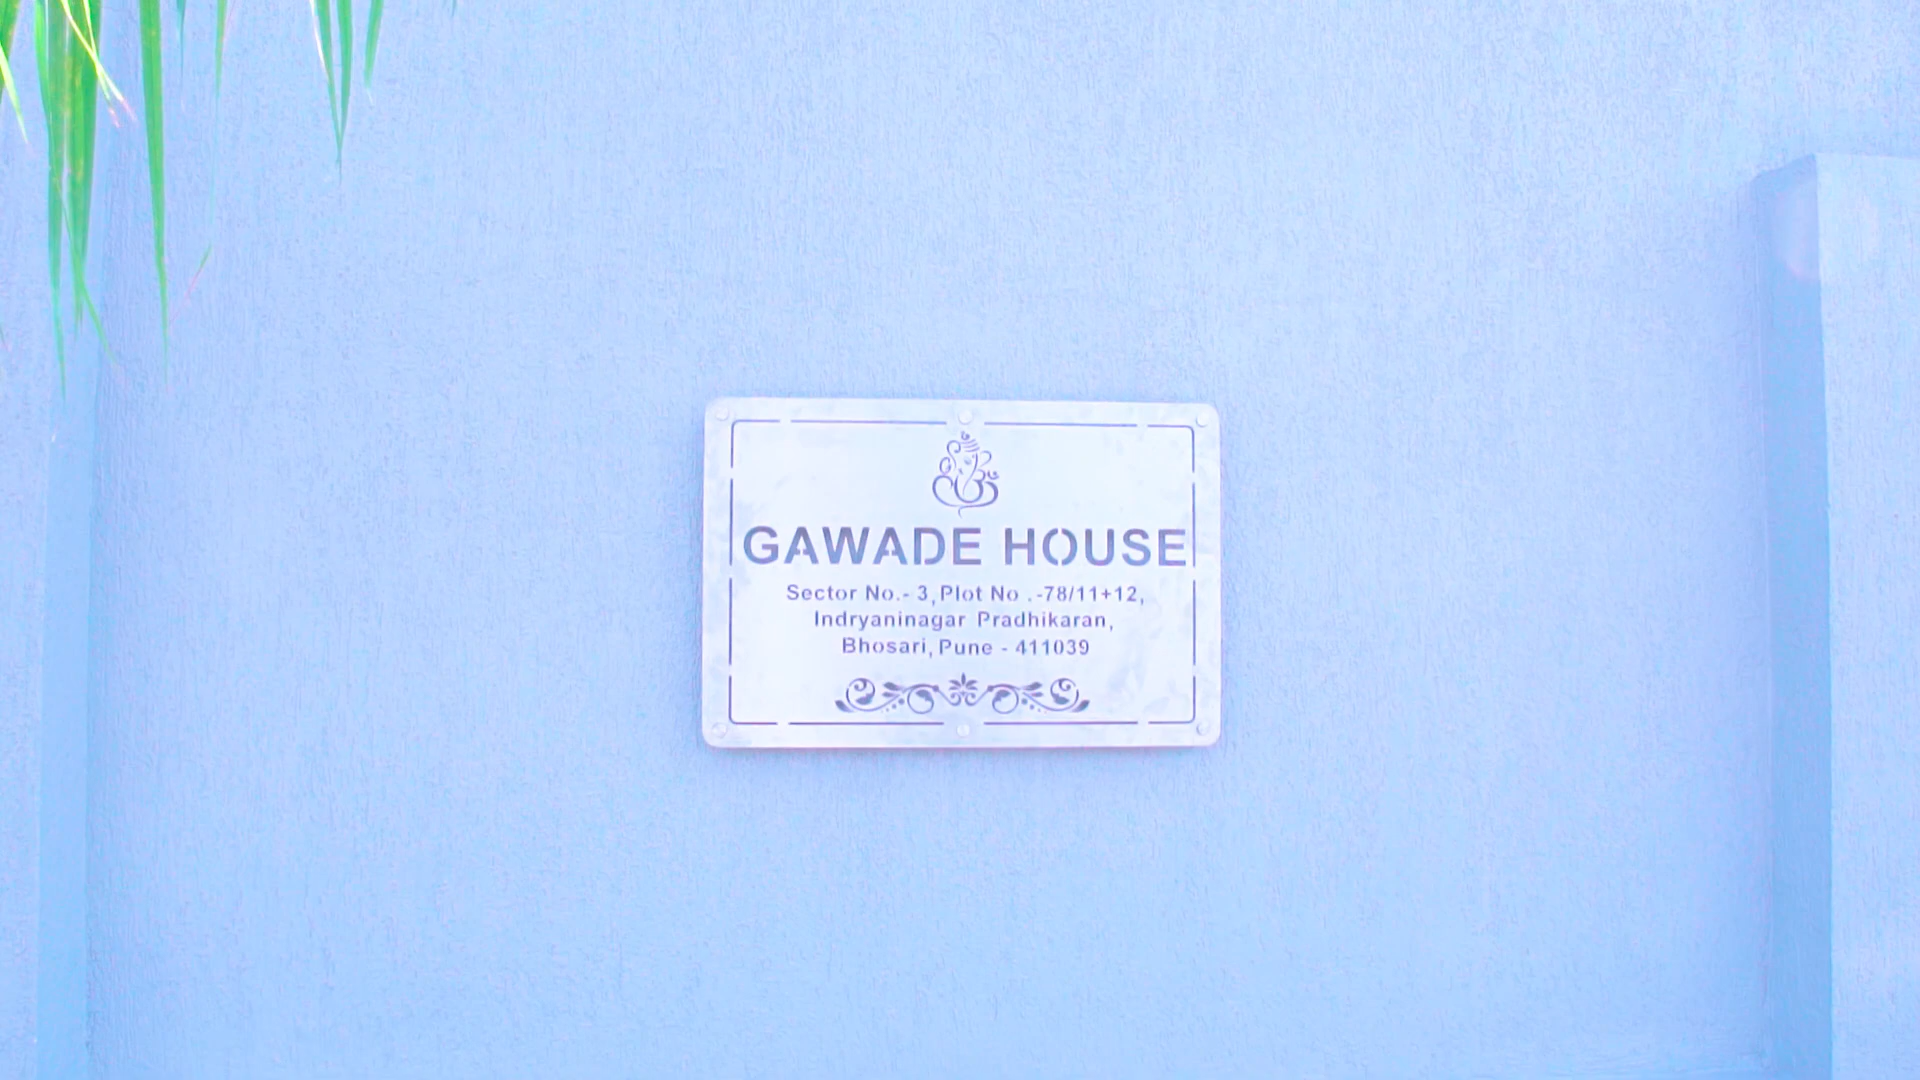 GAWADE HOUSE
Sector No.- 3, Plot No .-78/11+12,
Indryaninagar Pradhikaran,
Bhosari, Pune - 411039